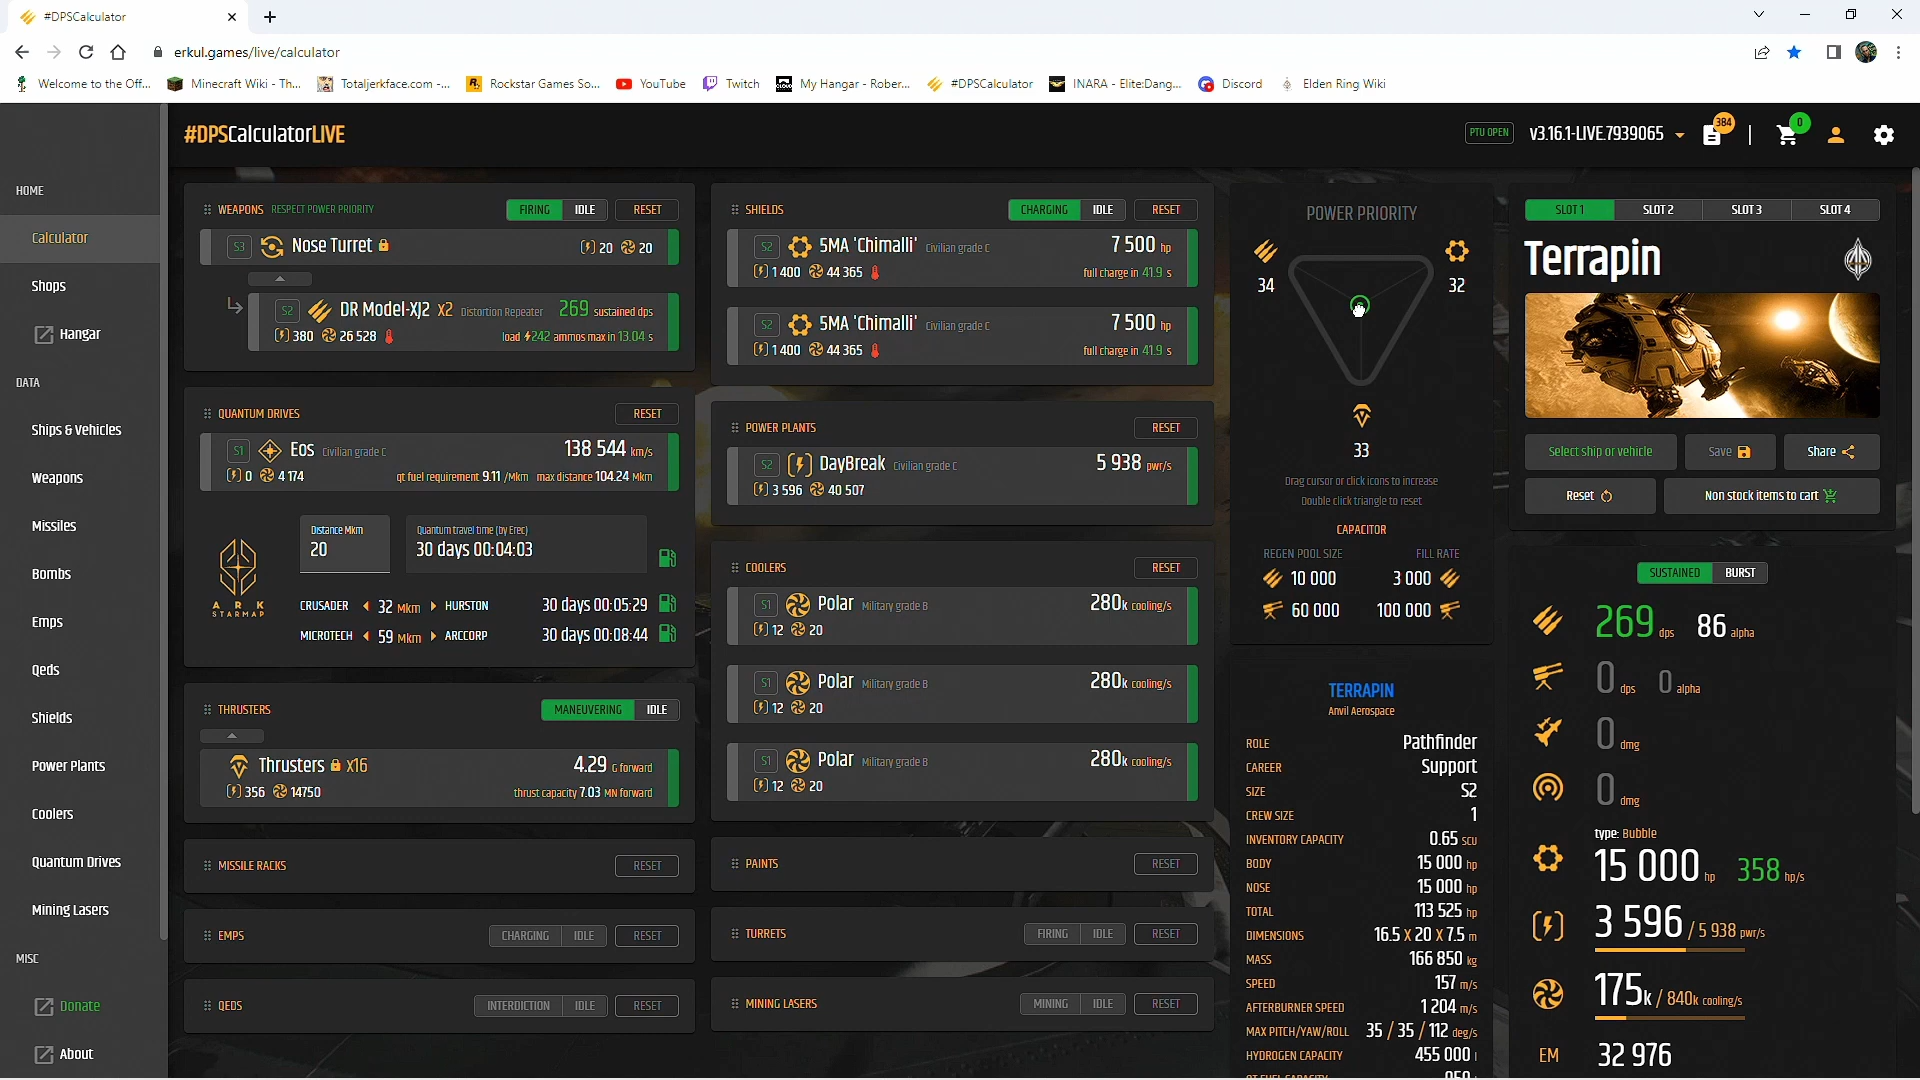 #DPSCalculator
erkul.games/live/calculator
Welcome to the Off...
Minecraft Wiki - Th...
Totaljerkface.com -...
Rockstar Games So...
YouTube
Twitch
My Hangar - Rober...
#DPSCalculator
INARA - Elite:Dang...
Discord
Elden Ring Wiki
#DPSCalculatorLIVE
PTU OPEN
v3.16.1-LIVE.7939065
384
0
HOME
Calculator
Shops
Hangar
DATA
Ships & Vehicles
Weapons
Missiles
Bombs
Emps
Qeds
Shields
Power Plants
Coolers
Quantum Drives
Mining Lasers
MISC
Donate
About
WEAPONS RESPECT POWER PRIORITY FIRING IDLE RESET
S3 Nose Turret 20 20
S2 DR Model-XJ2 x2 Distortion Repeater 269 sustained dps
380 26 528 load 242 ammos max in 13.04 s
QUANTUM DRIVES RESET
S1 Eos Civilian grade C 138 544 km/s
0 4 174 qt fuel requirement 9.11 /Mkm max distance 104.24 Mkm
ARK
STARMAP
Distance Mkm
20
Quantum travel time (by Erec)
30 days 00:04:03
CRUSADER 32 Mkm HURSTON 30 days 00:05:29
MICROTECH 59 Mkm ARCCORP 30 days 00:08:44
THRUSTERS MANEUVERING IDLE
Thrusters X16 4.29 G forward
356 14750 thrust capacity 7.03 MN forward
MISSILE RACKS RESET
EMPS CHARGING IDLE RESET
QEDS INTERDICTION IDLE RESET
SHIELDS CHARGING IDLE RESET
S2 5MA 'Chimalli' Civilian grade C 7 500 hp
1 400 44 365 full charge in 41.9 s
S2 5MA 'Chimalli' Civilian grade C 7 500 hp
1 400 44 365 full charge in 41.9 s
POWER PLANTS RESET
S2 DayBreak Civilian grade C 5 938 pwr/s
3 596 40 507
COOLERS RESET
S1 Polar Military grade B 280k cooling/s
12 20
S1 Polar Military grade B 280k cooling/s
12 20
S1 Polar Military grade B 280k cooling/s
12 20
PAINTS RESET
TURRETS FIRING IDLE RESET
MINING LASERS MINING IDLE RESET
POWER PRIORITY
34
32
33
Drag cursor or click icons to increase
Double click triangle to reset
CAPACITOR
REGEN POOL SIZE FILL RATE
10 000 3 000
60 000 100 000
TERRAPIN
Anvil Aerospace
ROLE Pathfinder
CAREER Support
SIZE S2
CREW SIZE 1
INVENTORY CAPACITY 0.65 SCU
BODY 15 000 hp
NOSE 15 000 hp
TOTAL 113 525 hp
DIMENSIONS 16.5 X 20 X 7.5 m
MASS 166 850 kg
SPEED 157 m/s
AFTERBURNER SPEED 1 204 m/s
MAX PITCH/YAW/ROLL 35 / 35 / 112 deg/s
HYDROGEN CAPACITY 455 000 l
SLOT 1 SLOT 2 SLOT 3 SLOT 4
Terrapin
Select ship or vehicle
Save
Share
Reset
Non stock items to cart
SUSTAINED BURST
269 dps 86 alpha
0 dps 0 alpha
0 dmg
0 dmg
type: Bubble
15 000 hp 358 hp/s
3 596 / 5 938 pwr/s
175k / 840k cooling/s
EM 32 976